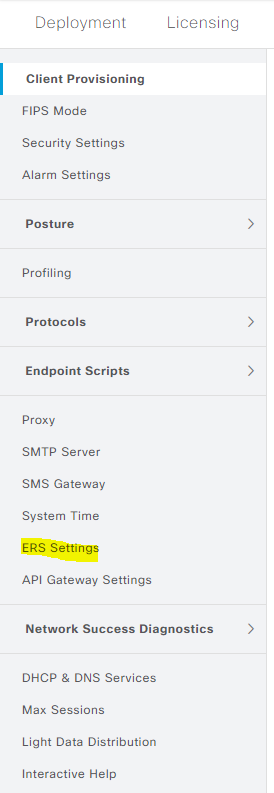 Deployment Licensing
Client Provisioning
FIPS Mode
Security Settings
Alarm Settings
Posture
Profiling
Protocols
Endpoint Scripts
Proxy
SMTP Server
SMS Gateway
System Time
ERS Settings
API Gateway Settings
Network Success Diagnostics
DHCP & DNS Services
Max Sessions
Light Data Distribution
Interactive Help